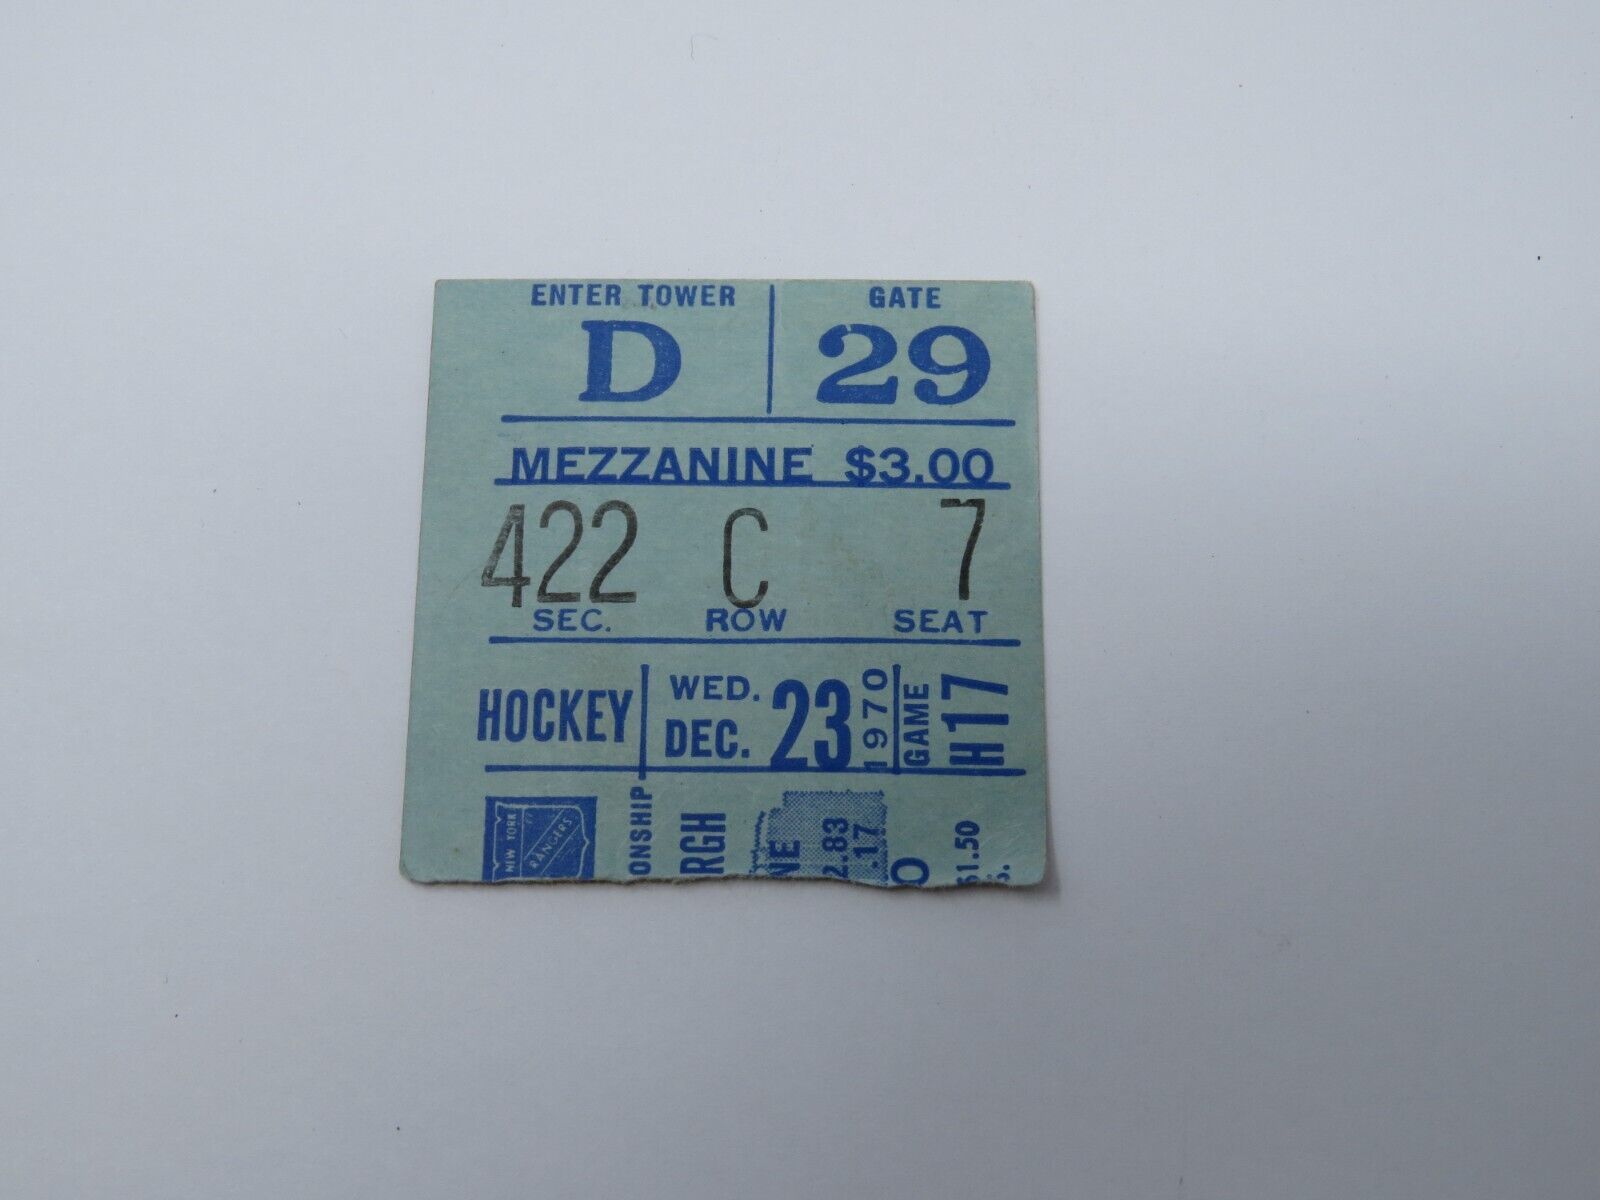 ENTER TOWER GATE
D 29
MEZZANINE $3.00
422 C 7
SEC. ROW SEAT
HOCKEY WED. DEC. 23 1970 GAME H17
NEW YORK RANGERS
ONSHIP
RGH
NE
2.83
.17
O
$1.50
S.